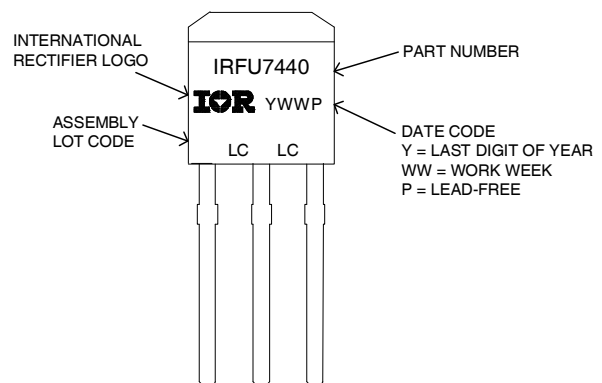 INTERNATIONAL
RECTIFIER LOGO
ASSEMBLY
LOT CODE
IRFU7440
IOR YWWP
LC LC
PART NUMBER
DATE CODE
Y = LAST DIGIT OF YEAR
WW = WORK WEEK
P = LEAD-FREE